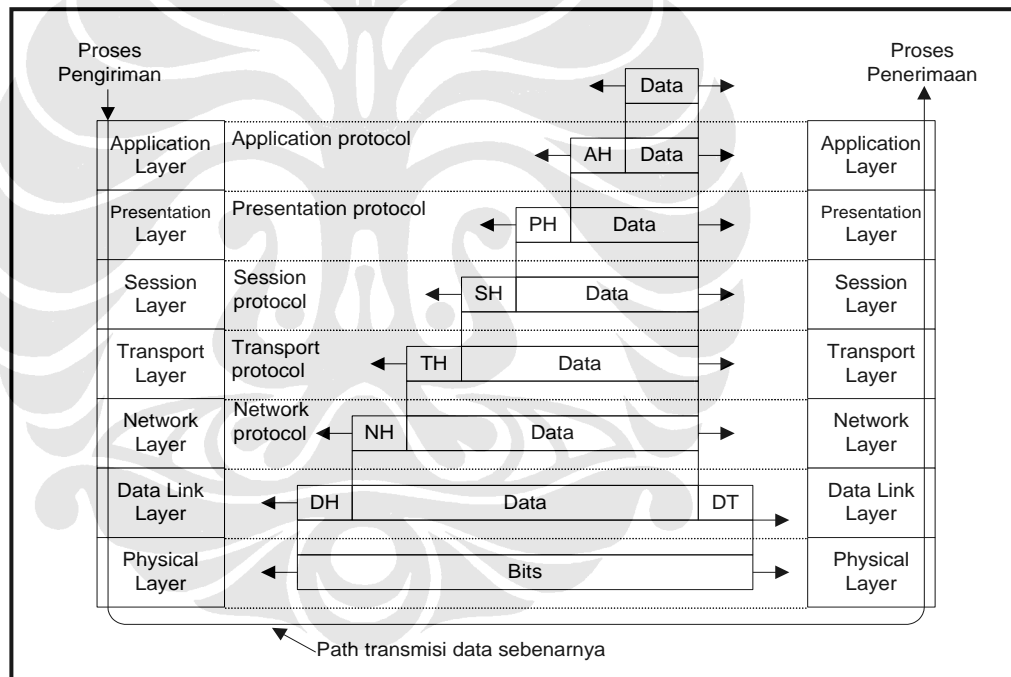 Proses
Pengiriman
Proses
Penerimaan
Data
Application
Layer
Application protocol
AH
Data
Application
Layer
Presentation
Layer
Presentation protocol
PH
Data
Presentation
Layer
Session
Layer
Session
protocol
SH
Data
Session
Layer
Transport
Layer
Transport
protocol
TH
Data
Transport
Layer
Network
Layer
Network
protocol
NH
Data
Network
Layer
Data Link
Layer
DH
Data
DT
Data Link
Layer
Physical
Layer
Bits
Physical
Layer
Path transmisi data sebenarnya